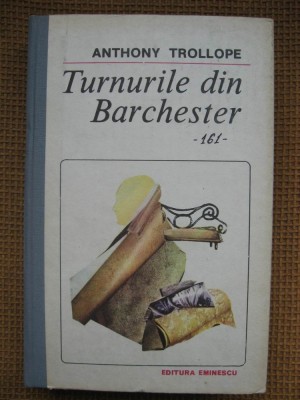 ANTHONY TROLLOPE
Turnurile din
Barchester
-161-
EDITURA EMINESCU